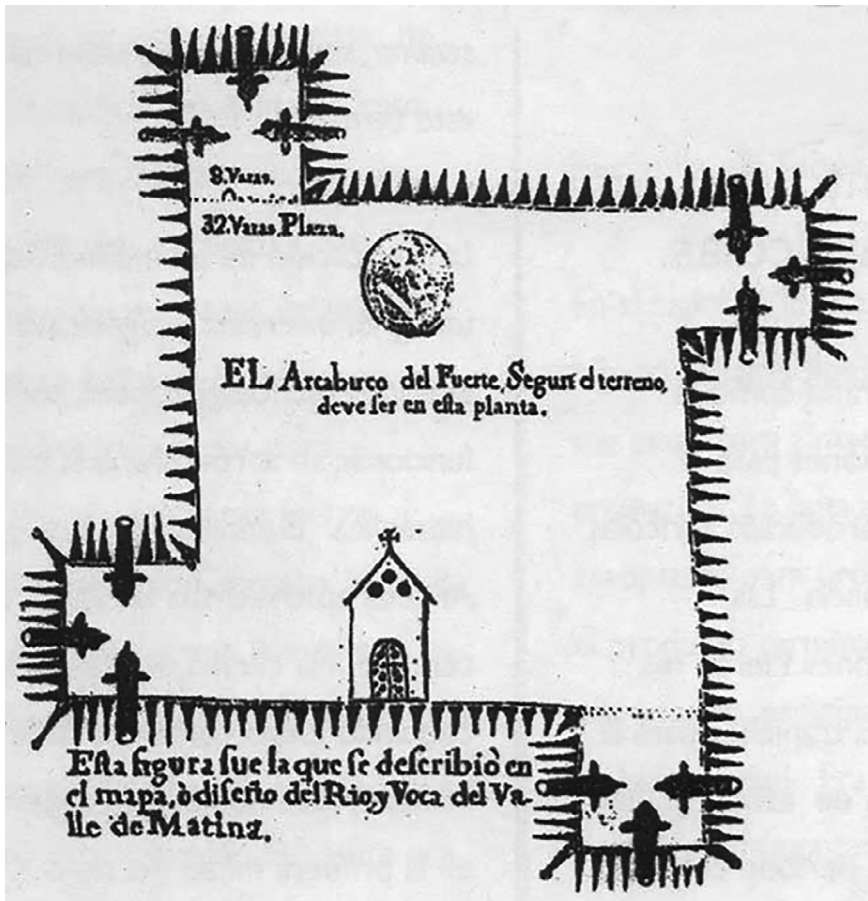 8.Varas.
32.Varas Plaza.
EL Arcabuco del Fuerte, Segun el terreno,
deve ser en esta planta.
Esta figura fue la que se describiò en
el mapa, ò diseño del Rio, y Voca del Va-
lle de Matina.